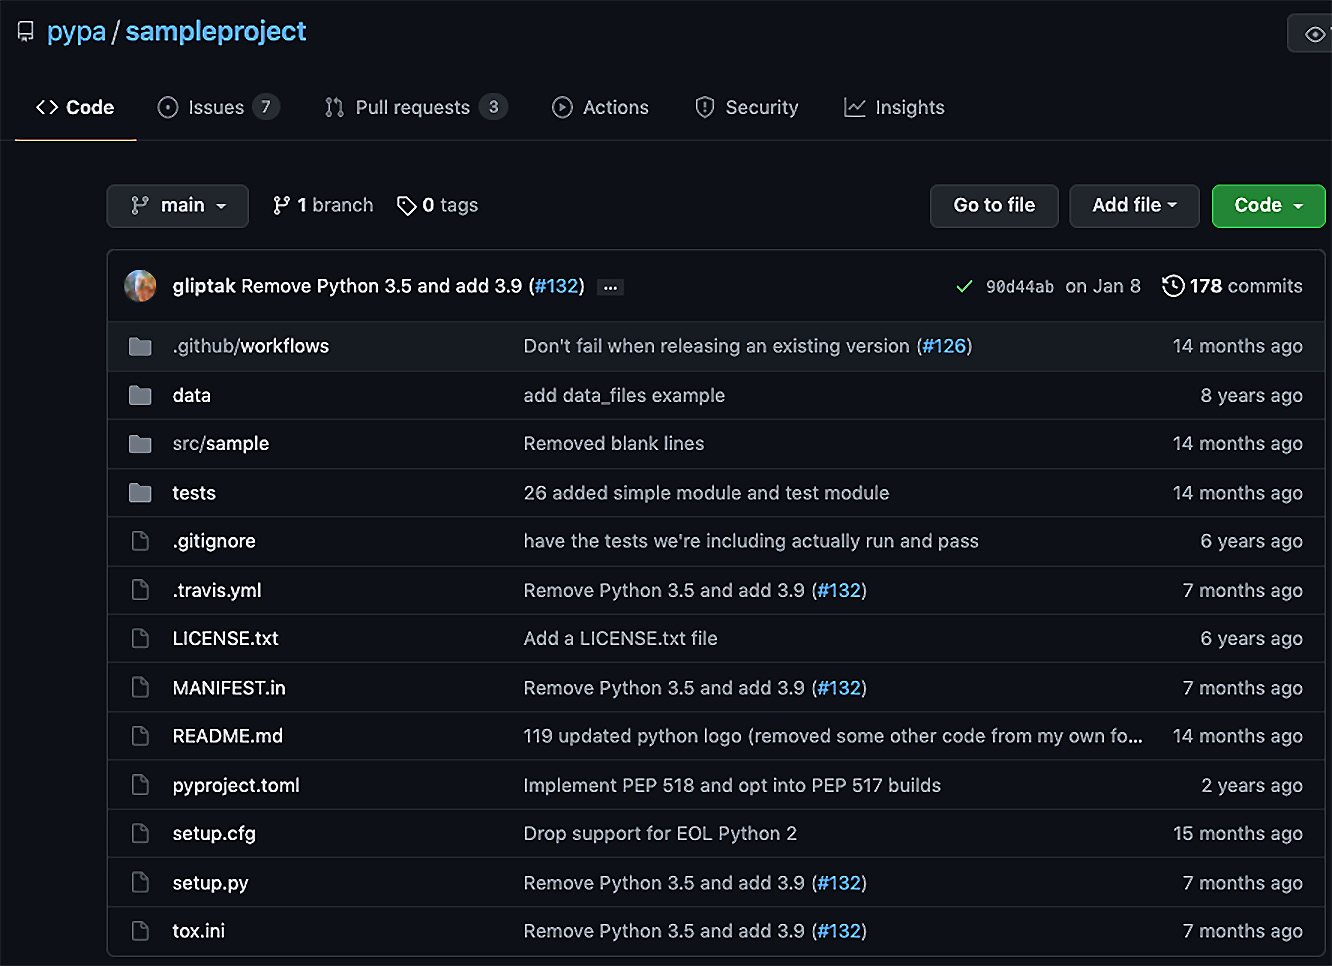 pypa / sampleproject
Code Issues 7 Pull requests 3 Actions Security Insights
main 1 branch 0 tags Go to file Add file Code
gliptak Remove Python 3.5 and add 3.9 (#132) ... 90d44ab on Jan 8 178 commits
.github/workflows Don't fail when releasing an existing version (#126) 14 months ago
data add data_files example 8 years ago
src/sample Removed blank lines 14 months ago
tests 26 added simple module and test module 14 months ago
.gitignore have the tests we're including actually run and pass 6 years ago
.travis.yml Remove Python 3.5 and add 3.9 (#132) 7 months ago
LICENSE.txt Add a LICENSE.txt file 6 years ago
MANIFEST.in Remove Python 3.5 and add 3.9 (#132) 7 months ago
README.md 119 updated python logo (removed some other code from my own fo... 14 months ago
pyproject.toml Implement PEP 518 and opt into PEP 517 builds 2 years ago
setup.cfg Drop support for EOL Python 2 15 months ago
setup.py Remove Python 3.5 and add 3.9 (#132) 7 months ago
tox.ini Remove Python 3.5 and add 3.9 (#132) 7 months ago